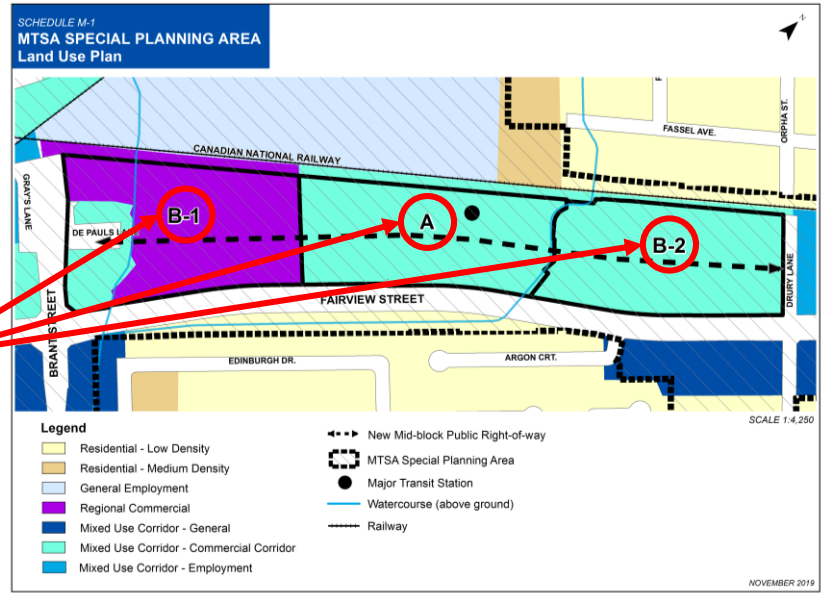 SCHEDULE M-1
MTSA SPECIAL PLANNING AREA
Land Use Plan
N
FASSEL AVE.
ORPHA ST.
CANADIAN NATIONAL RAILWAY
GRAY'S LANE
B-1
A
DE PAULS LA
B-2
DRURY LANE
FAIRVIEW STREET
BRANT STREET
EDINBURGH DR.
ARGON CRT.
SCALE 1:4,250
Legend
Residential - Low Density
Residential - Medium Density
General Employment
Regional Commercial
Mixed Use Corridor - General
Mixed Use Corridor - Commercial Corridor
Mixed Use Corridor - Employment
New Mid-block Public Right-of-way
MTSA Special Planning Area
Major Transit Station
Watercourse (above ground)
Railway
NOVEMBER 2019